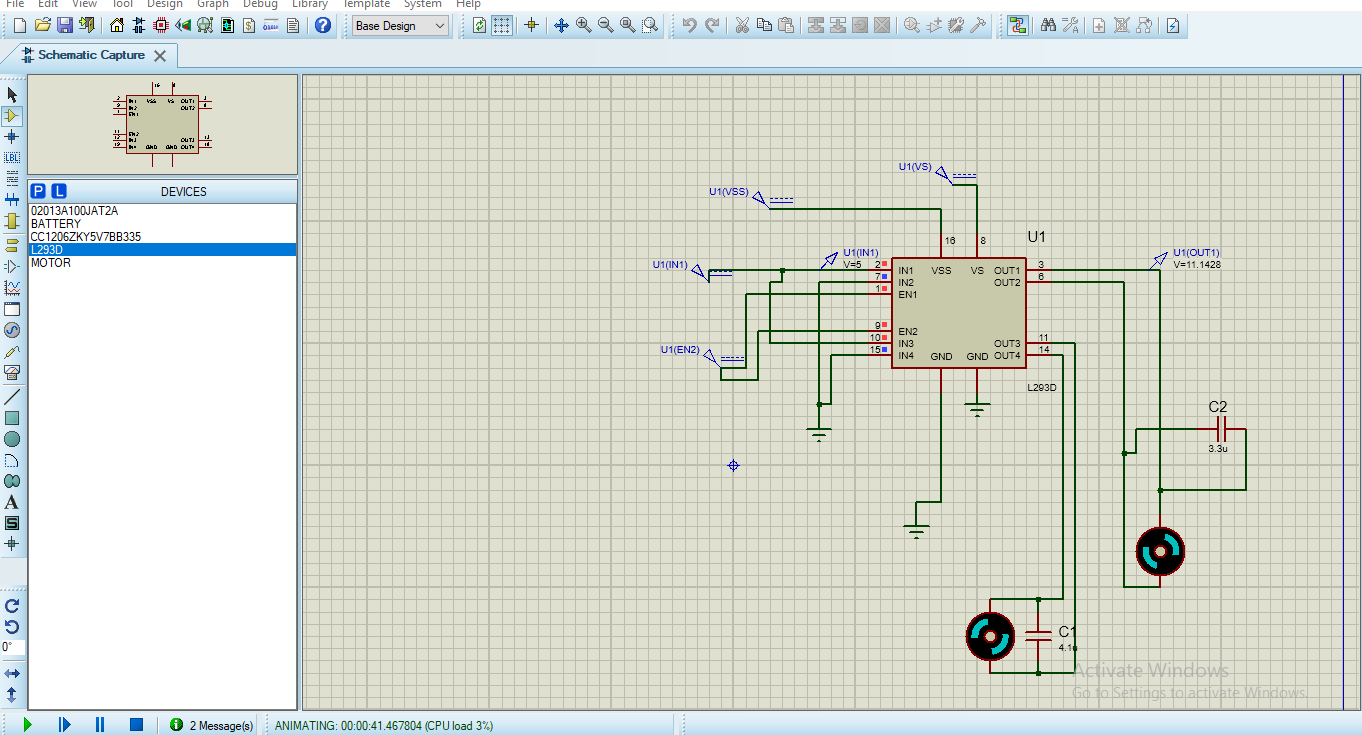 File Edit View Tool Design Graph Debug Library Template System Help
Base Design
Schematic Capture
P L DEVICES
02013A100JAT2A
BATTERY
CC1206ZKY5V7BB335
L293D
MOTOR
LBL
A
S
0°
U1(VS)
U1(VSS)
U1
16
8
U1(IN1)
V=5
U1(IN1)
U1(OUT1)
V=11.1428
2 IN1 VSS VS OUT1 3
7 IN2 OUT2 6
1 EN1
9 EN2
10 IN3 OUT3 11
15 IN4 GND GND OUT4 14
U1(EN2)
L293D
C2
3.3u
C1
4.1u
Activate Windows
Go to Settings to activate Windows.
2 Message(s)
ANIMATING: 00:00:41.467804 (CPU load 3%)